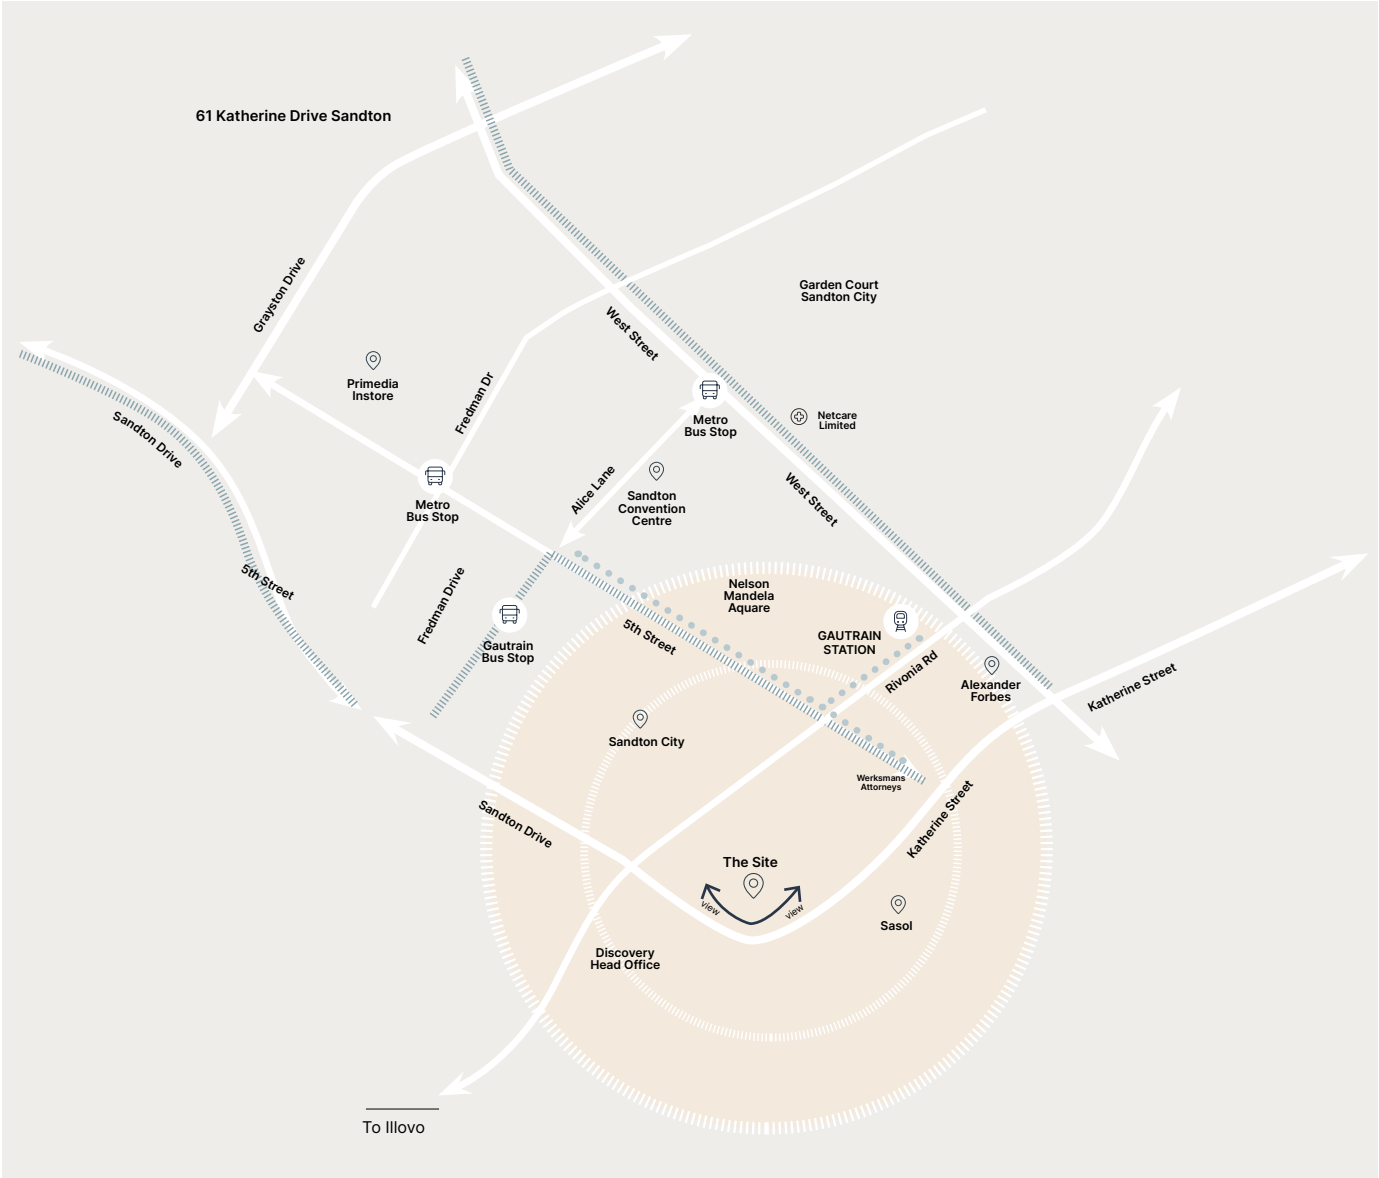 61 Katherine Drive Sandton
Grayston Drive
Garden Court
Sandton City
West Street
Primedia
Instore
Fredman Dr
Sandton Drive
Metro
Bus Stop
Netcare
Limited
Alice Lane
Sandton
Convention
Centre
West Street
Metro
Bus Stop
5th Street
Fredman Drive
Nelson
Mandela
Aquare
5th Street
GAUTRAIN
STATION
Gautrain
Bus Stop
Rivonia Rd
Alexander
Forbes
Katherine Street
Sandton City
Werksmans
Attorneys
Sandton Drive
Katherine Street
The Site
view
view
Sasol
Discovery
Head Office
To Illovo